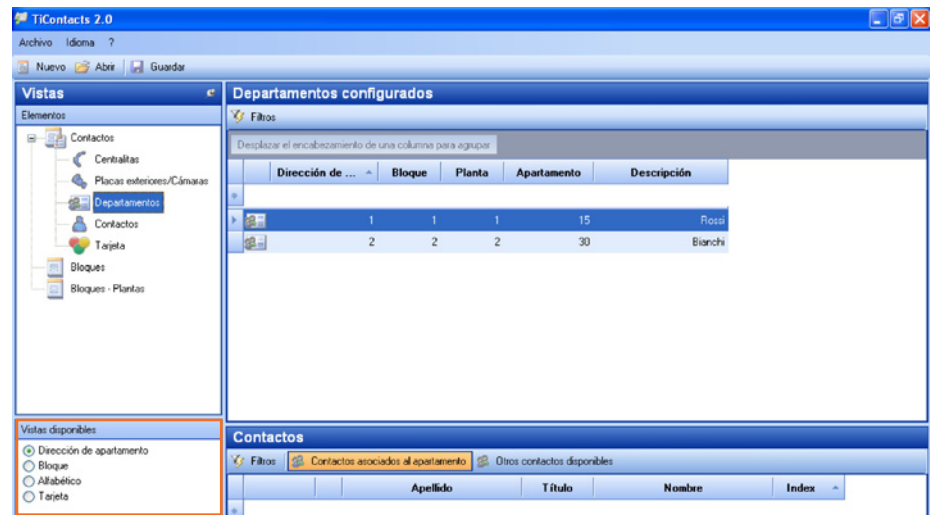 TiContacts 2.0
Archivo Idioma ?
Nuevo Abrir Guardar
Vistas
Elementos
Contactos
Centralitas
Placas exteriores/Cámaras
Departamentos
Contactos
Tarjeta
Bloques
Bloques - Plantas
Vistas disponibles
Dirección de apartamento
Bloque
Alfabético
Tarjeta
Departamentos configurados
Filtros
Desplazar el encabezamiento de una columna para agrupar
Dirección de ... Bloque Planta Apartamento Descripción
1 1 1 15 Rossi
2 2 2 30 Bianchi
Contactos
Filtros Contactos asociados al apartamento Otros contactos disponibles
Apellido Título Nombre Index